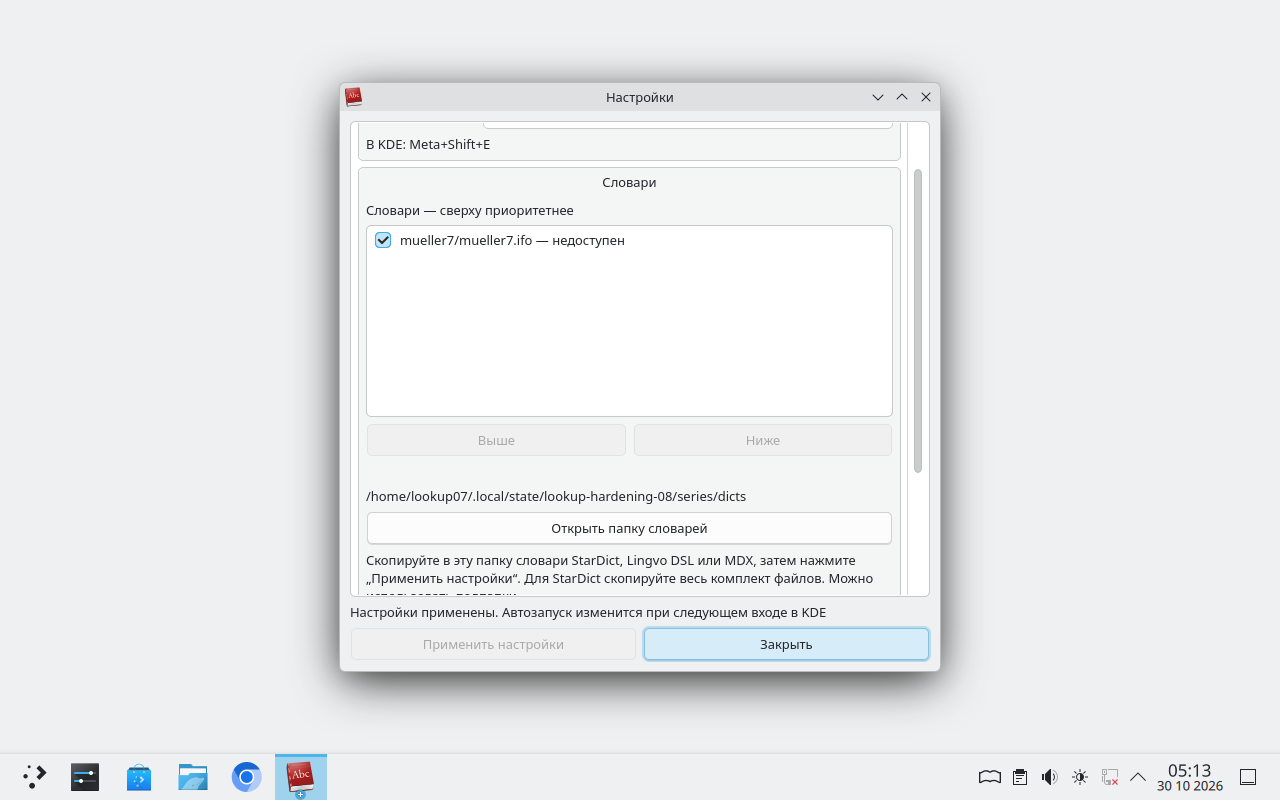 Настройки
В KDE: Meta+Shift+E
Словари
Словари — сверху приоритетнее
mueller7/mueller7.ifo — недоступен
Выше
Ниже
/home/lookup07/.local/state/lookup-hardening-08/series/dicts
Открыть папку словарей
Скопируйте в эту папку словари StarDict, Lingvo DSL или MDX, затем нажмите
„Применить настройки“. Для StarDict скопируйте весь комплект файлов. Можно
Настройки применены. Автозапуск изменится при следующем входе в KDE
Применить настройки
Закрыть
Abc
05:13
30 10 2026